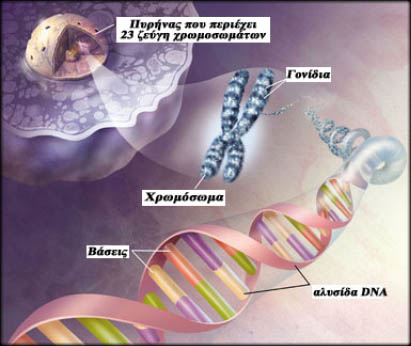 Πυρήνας που περιέχει
23 ζεύγη χρωμοσωμάτων
Γονίδια
Χρωμόσωμα
Βάσεις
αλυσίδα DNA